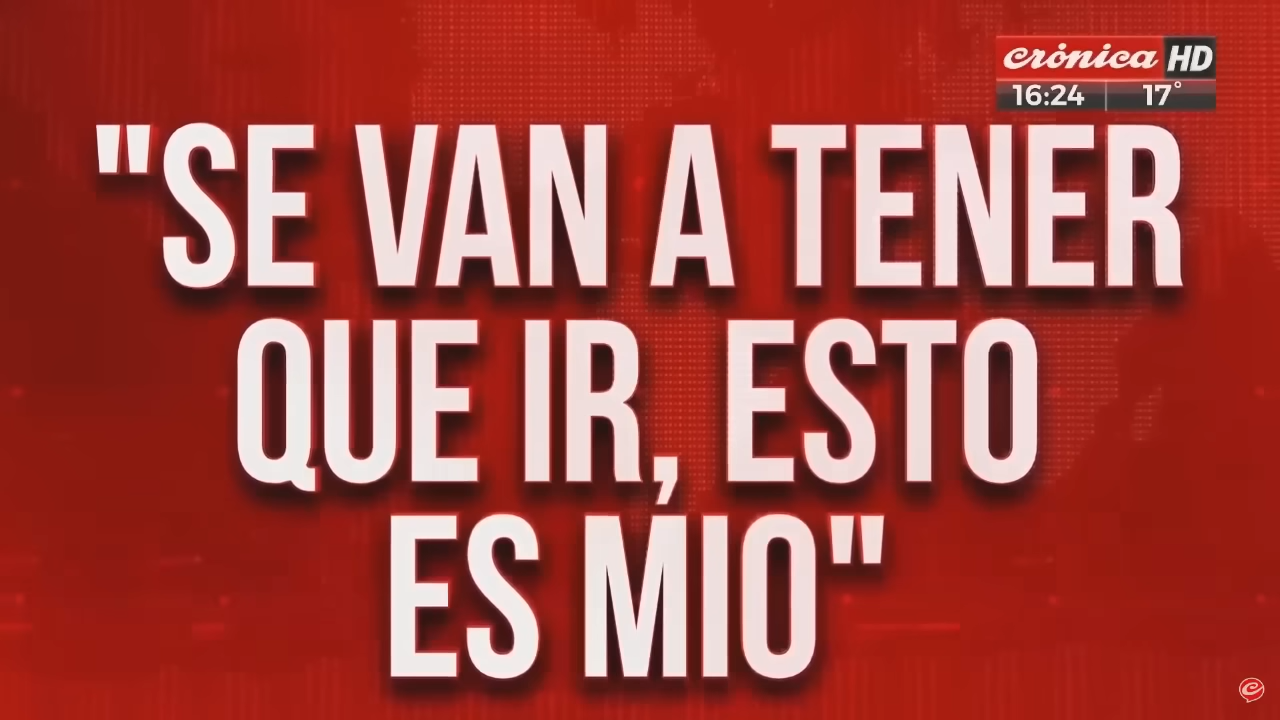 crónica HD
16:24 17°
"SE VAN A TENER
QUE IR, ESTO
ES MIO"